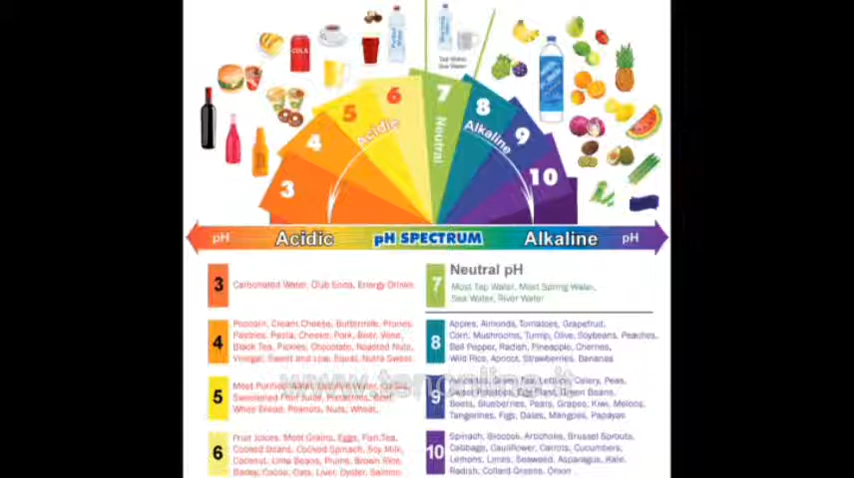 COLA
Tap Water
Sea Water
3
4
5
6
7
8
9
10
Acidic
Neutral
Alkaline
pH Acidic pH SPECTRUM Alkaline pH
3
Carbonated Water, Club Soda, Energy Drinks
4
Popcorn, Cream Cheese, Buttermilk, Prunes,
Pastries, Pasta, Cheese, Pork, Beer, Wine,
Black Tea, Pickles, Chocolate, Roasted Nuts,
Vinegar, Sweet and Low, Equal, Nutra Sweet
5
Most Purified Water, Distilled Water,
Sweetened Fruit Juice, Pistachios, Beef,
White Bread, Peanuts, Nuts, Wheat,
6
Fruit Juices, Most Grains, Eggs, Fish, Tea,
Cooked Beans, Cooked Spinach, Soy Milk,
Coconut, Lima Beans, Plums, Brown Rice,
Barley, Cocoa, Oats, Liver, Oyster, Salmon
7
Neutral pH
Most Tap Water, Most Spring Water,
Sea Water, River Water
8
Apples, Almonds, Tomatoes, Grapefruit,
Corn, Mushrooms, Turnip, Olive, Soybeans, Peaches,
Bell Pepper, Radish, Pineapple, Cherries,
Wild Rice, Apricot, Strawberries, Bananas
9
Tea, Lettuce, Celery, Peas,
Sweet Potatoes, Egg Plant, Green Beans,
Beets, Blueberries, Pears, Grapes, Kiwi, Melons,
Tangerines, Figs, Dates, Mangoes, Papayas
10
Spinach, Broccoli, Artichoke, Brussel Sprouts,
Cabbage, Cauliflower, Carrots, Cucumbers,
Lemons, Limes, Seaweed, Asparagus, Kale,
Radish, Collard Greens, Onion